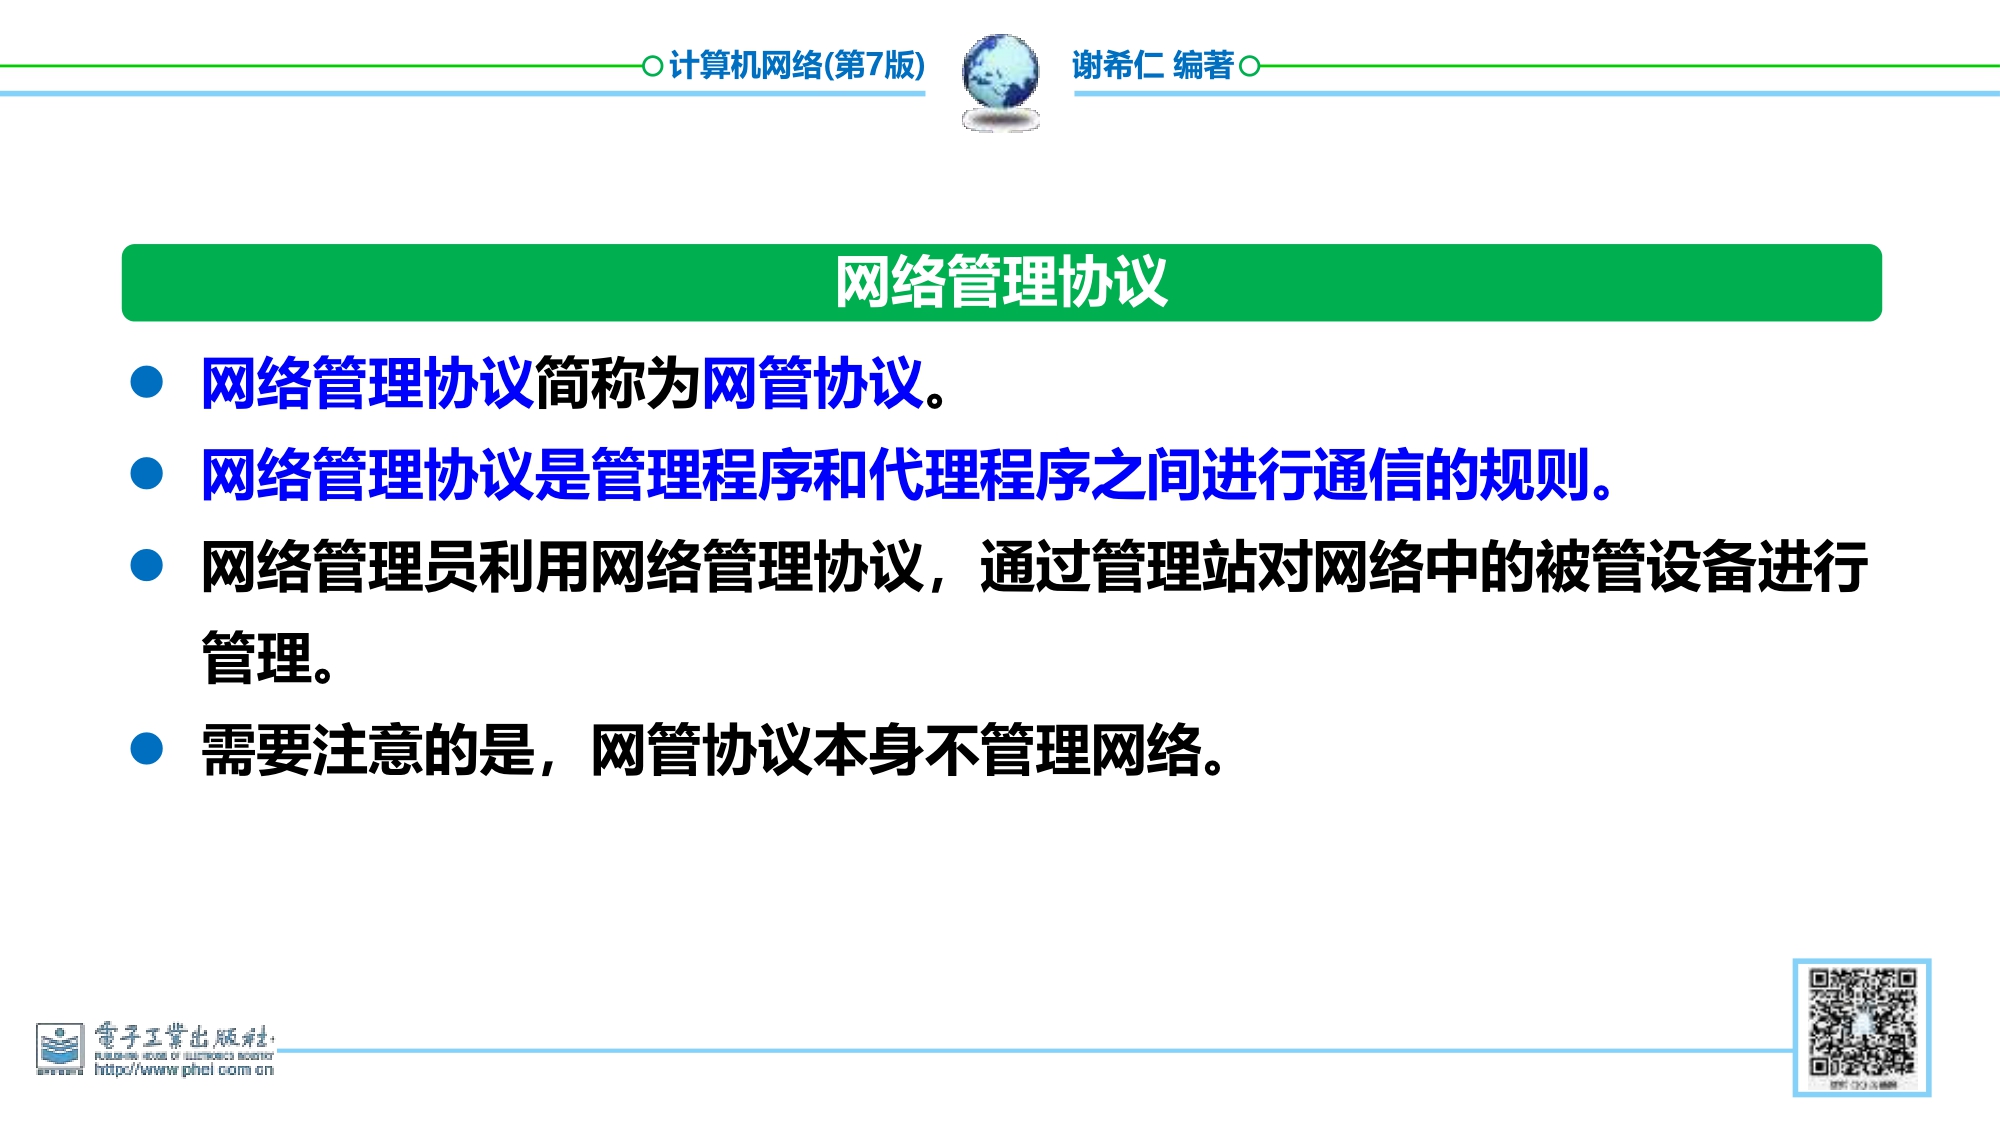 计算机网络(第7版)
谢希仁 编著
网络管理协议
网络管理协议简称为网管协议。
网络管理协议是管理程序和代理程序之间进行通信的规则。
网络管理员利用网络管理协议，通过管理站对网络中的被管设备进行
管理。
需要注意的是，网管协议本身不管理网络。
電子工業出版社
PUBLISHING HOUSE OF ELECTRONICS INDUSTRY
http://www.phei.com.cn